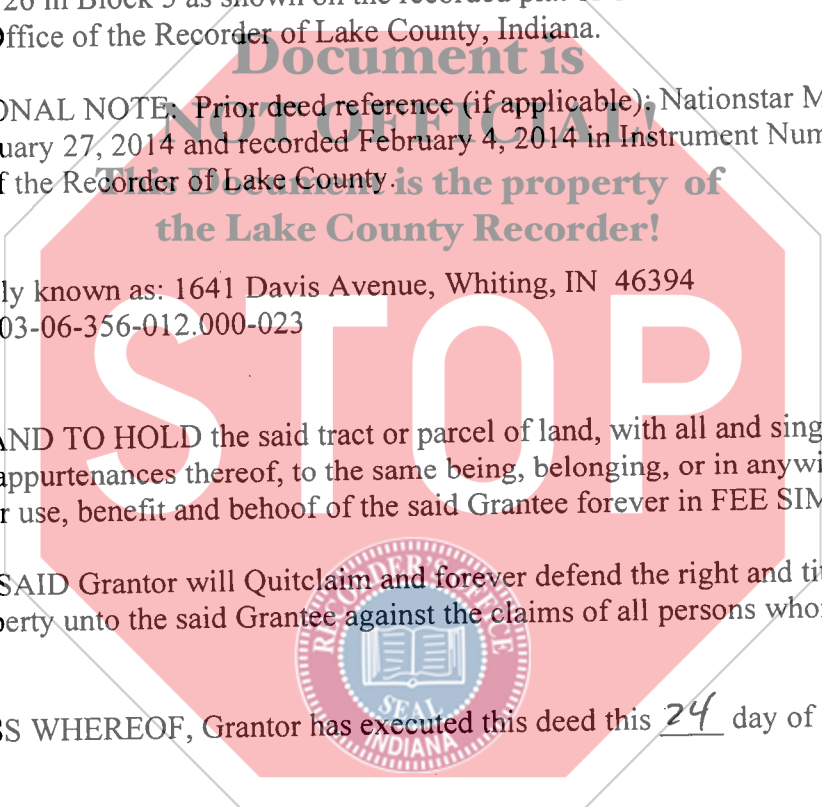 26 in Block 5 as shown on the recorded plat of
Office of the Recorder of Lake County, Indiana.
Document is
ONAL NOTE: Prior deed reference (if applicable); Nationstar M
NOT OFFICIAL!
uary 27, 2014 and recorded February 4, 2014 in Instrument Num
f the Recorder of Lake County.
This Document is the property of
the Lake County Recorder!
ly known as: 1641 Davis Avenue, Whiting, IN 46394
03-06-356-012.000-023
STOP
AND TO HOLD the said tract or parcel of land, with all and sing
appurtenances thereof, to the same being, belonging, or in anywi
r use, benefit and behoof of the said Grantee forever in FEE SIM
SAID Grantor will Quitclaim and forever defend the right and tit
perty unto the said Grantee against the claims of all persons whom
RECORDER'S OFFICE
SEAL
INDIANA
SS WHEREOF, Grantor has executed this deed this 24 day of